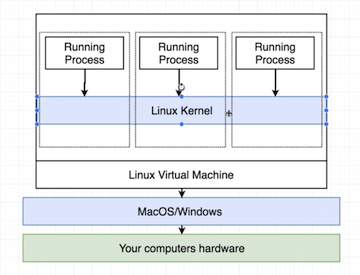 Running
Process
Running
Process
Running
Process
Linux Kernel
Linux Virtual Machine
MacOS/Windows
Your computers hardware